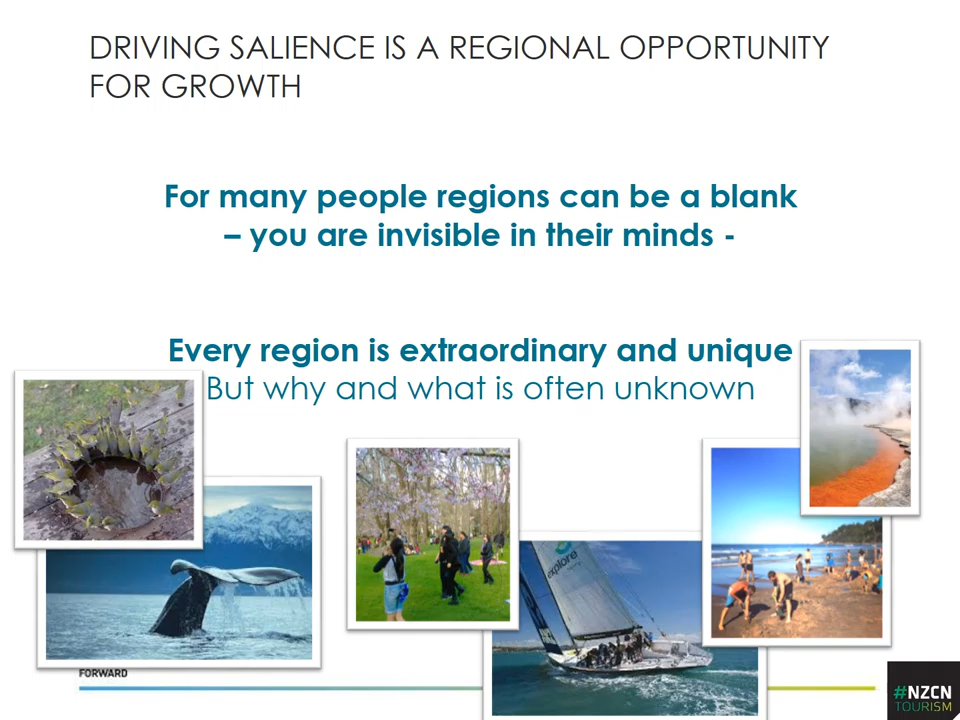 DRIVING SALIENCE IS A REGIONAL OPPORTUNITY
FOR GROWTH
For many people regions can be a blank
– you are invisible in their minds -
Every region is extraordinary and unique
But why and what is often unknown
explore
FORWARD
#NZCN
TOURISM